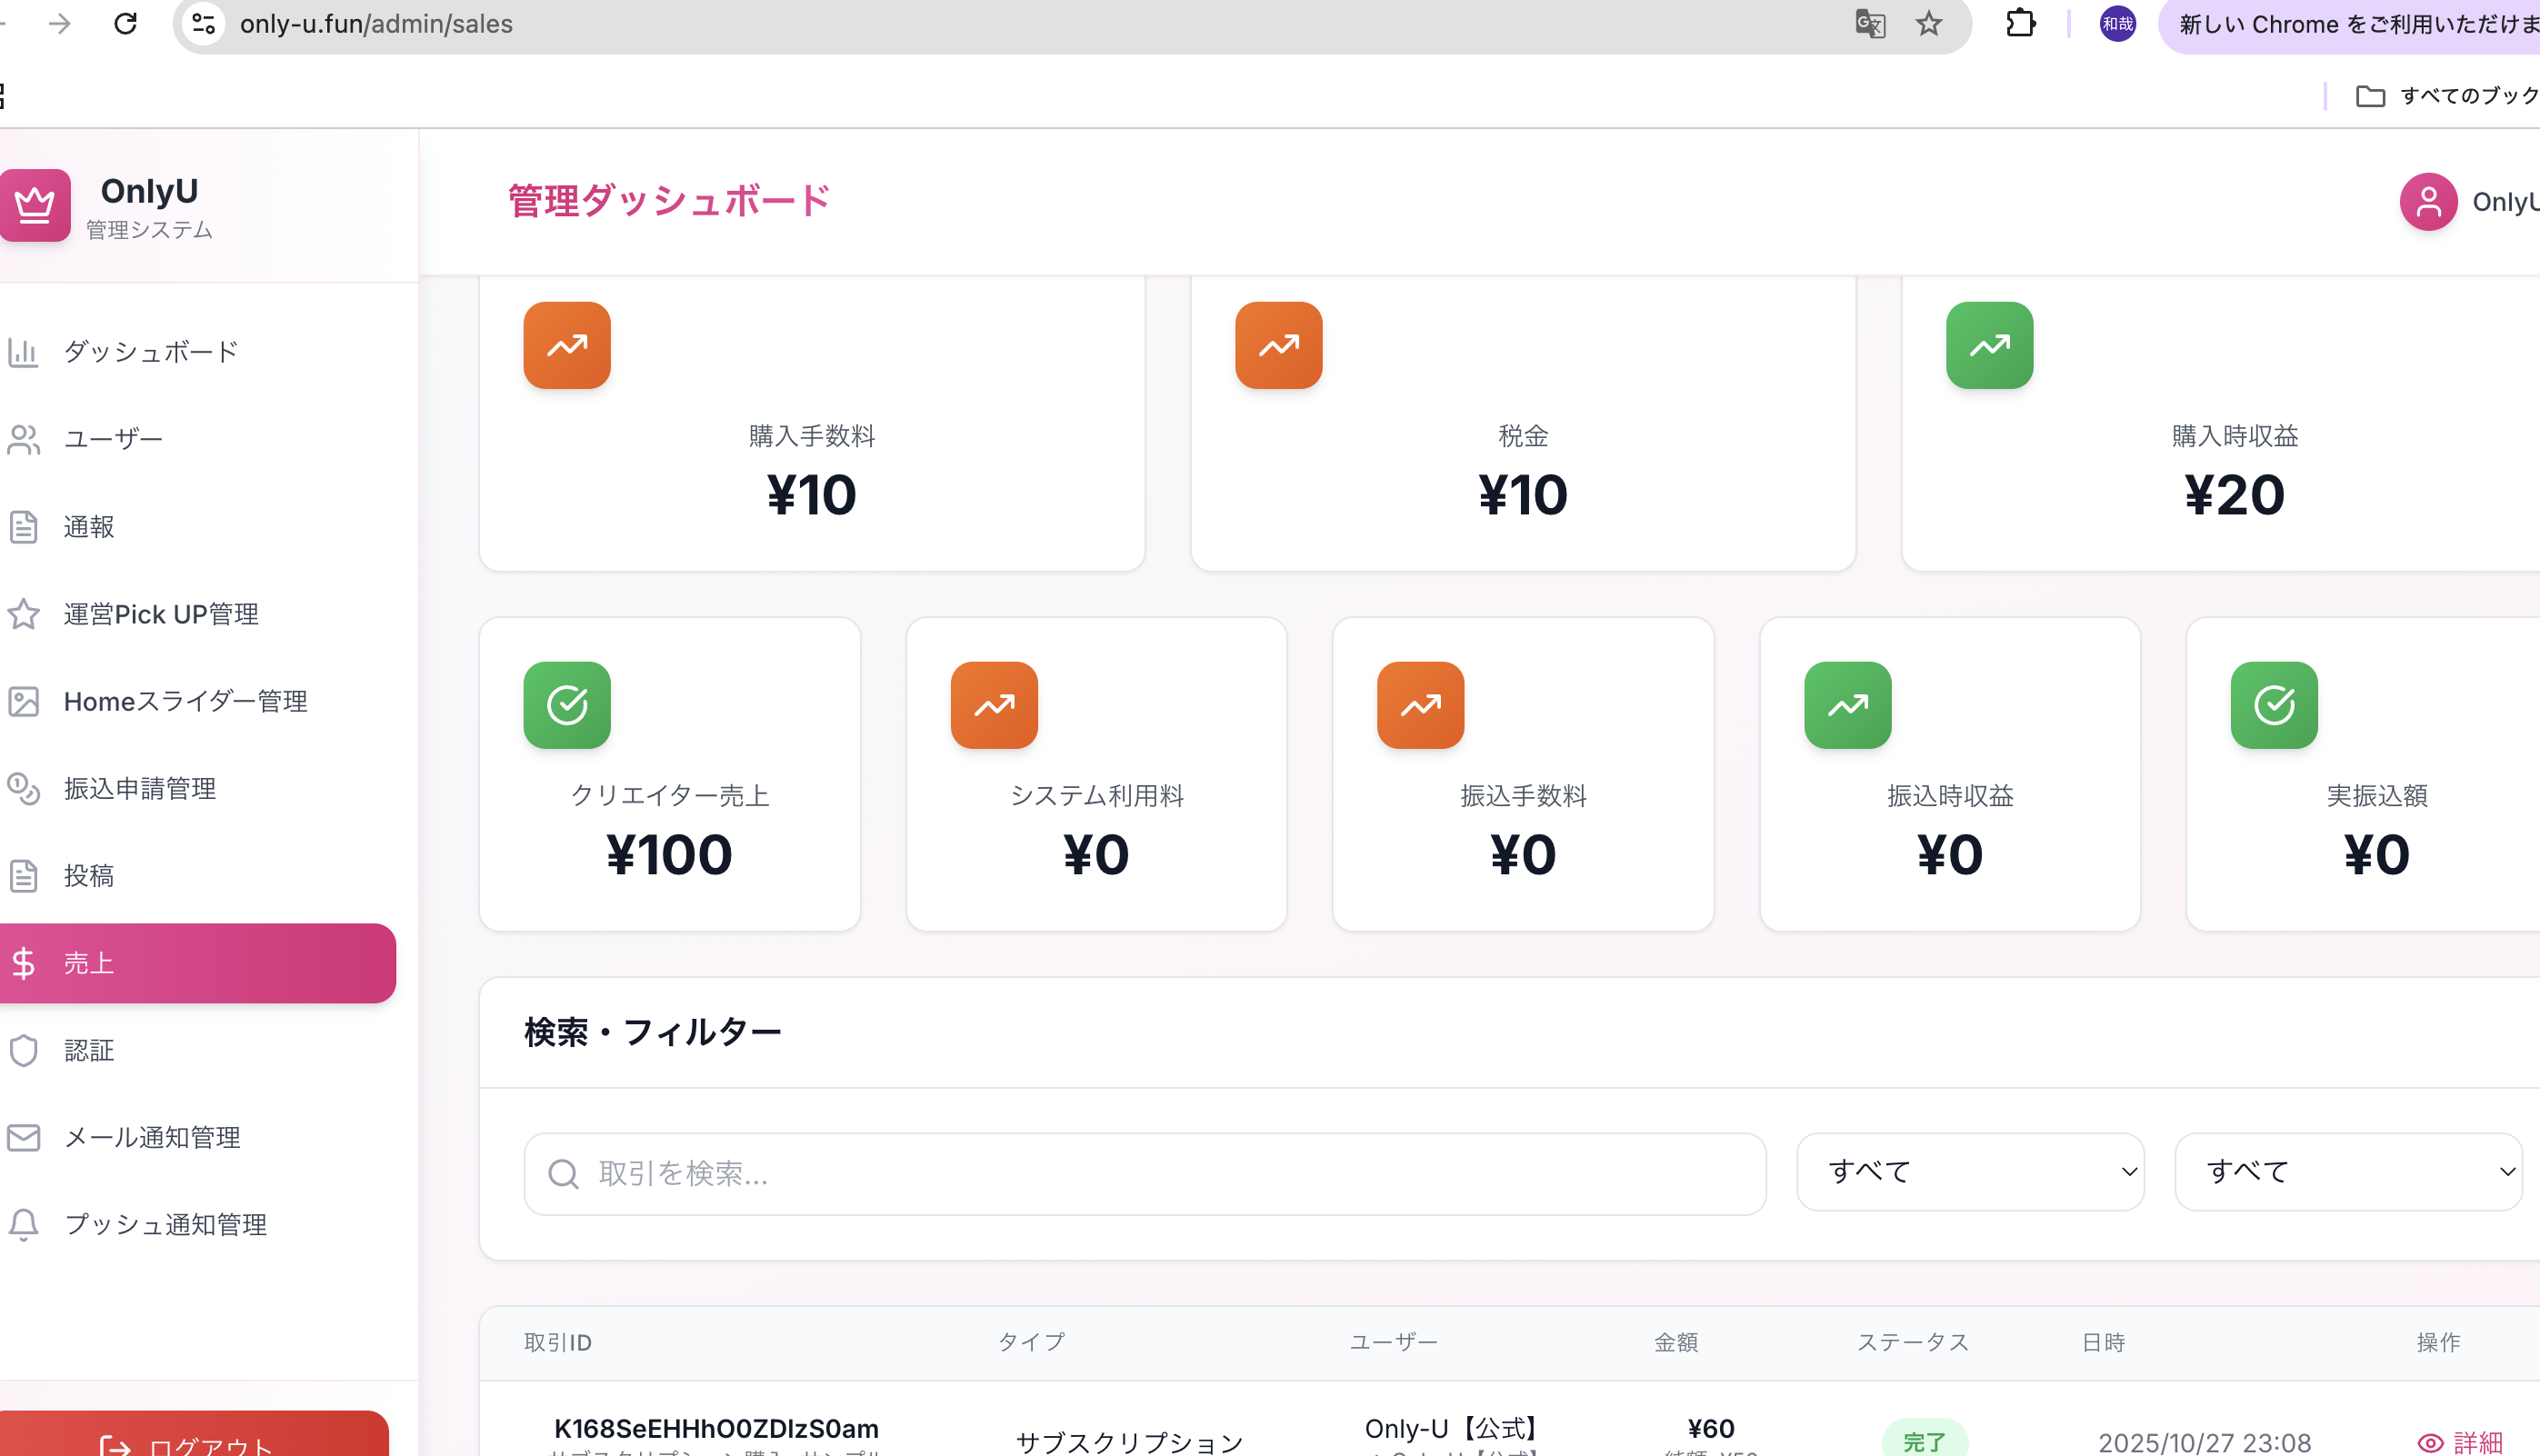 only-u.fun/admin/sales
和哉
新しい Chrome をご利用いただけま
すべてのブック
OnlyU
管理システム
管理ダッシュボード
OnlyU
ダッシュボード
ユーザー
通報
運営Pick UP管理
Homeスライダー管理
振込申請管理
投稿
売上
認証
メール通知管理
プッシュ通知管理
ログアウト
購入手数料
¥10
税金
¥10
購入時収益
¥20
クリエイター売上
¥100
システム利用料
¥0
振込手数料
¥0
振込時収益
¥0
実振込額
¥0
検索・フィルター
取引を検索...
すべて
すべて
取引ID タイプ ユーザー 金額 ステータス 日時 操作
K168SeEHHhO0ZDIzS0am サブスクリプション Only-U【公式】 ¥60 完了 2025/10/27 23:08 詳細